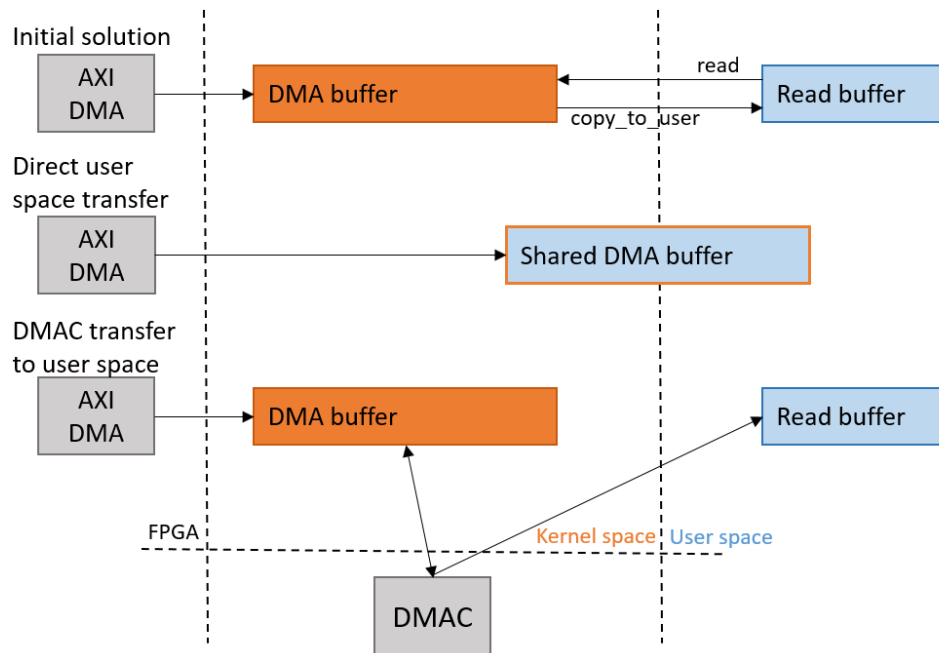 Initial solution
AXI
DMA
DMA buffer
read
copy_to_user
Read buffer
Direct user
space transfer
AXI
DMA
Shared DMA buffer
DMAC transfer
to user space
AXI
DMA
DMA buffer
Read buffer
FPGA
Kernel space
User space
DMAC